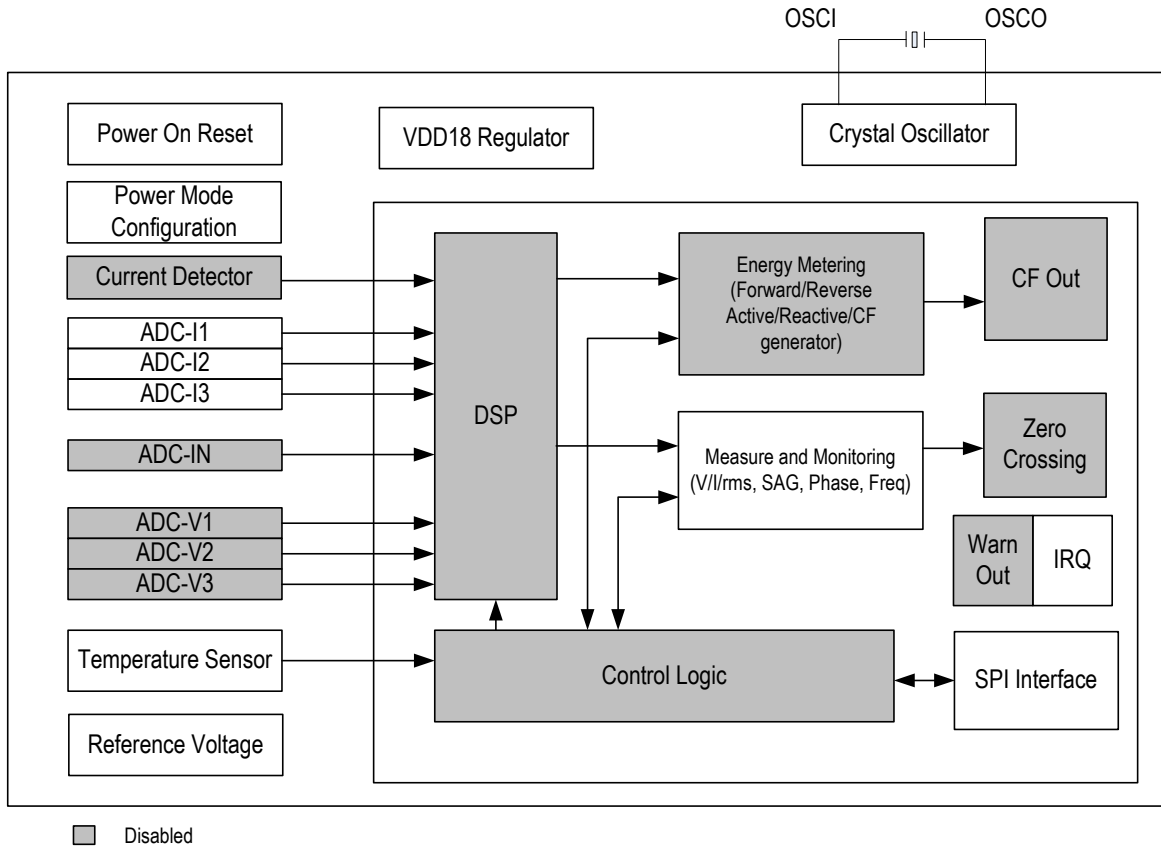 OSCI
OSCO
Power On Reset
VDD18 Regulator
Crystal Oscillator
Power Mode
Configuration
Current Detector
ADC-I1
ADC-I2
ADC-I3
ADC-IN
ADC-V1
ADC-V2
ADC-V3
Temperature Sensor
Reference Voltage
DSP
Energy Metering
(Forward/Reverse
Active/Reactive/CF
generator)
CF Out
Measure and Monitoring
(V/I/rms, SAG, Phase, Freq)
Zero
Crossing
Warn
Out
IRQ
Control Logic
SPI Interface
Disabled